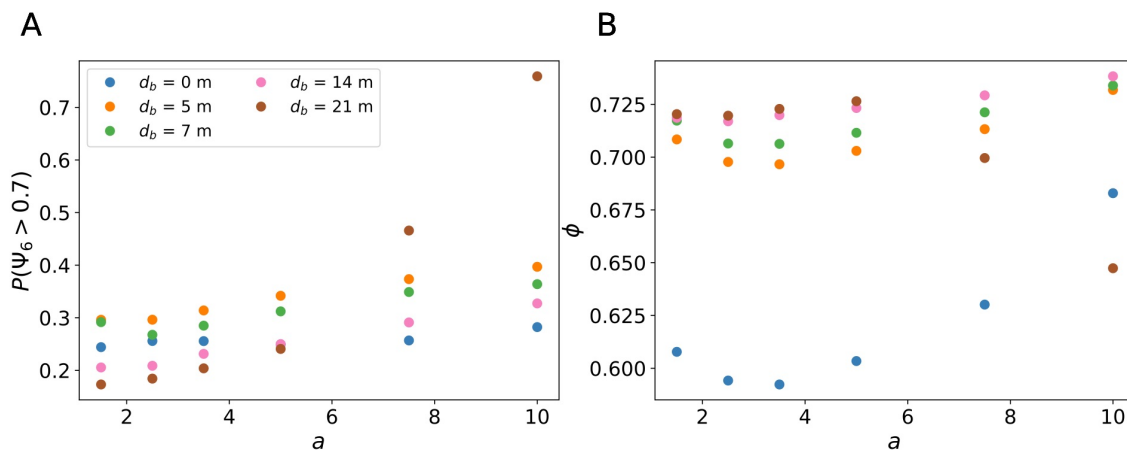 A
B
d_b = 0 m
d_b = 5 m
d_b = 7 m
d_b = 14 m
d_b = 21 m
P(Ψ_6 > 0.7)
0.7
0.6
0.5
0.4
0.3
0.2
2 4 6 8 10
a
ϕ
0.725
0.700
0.675
0.650
0.625
0.600
2 4 6 8 10
a